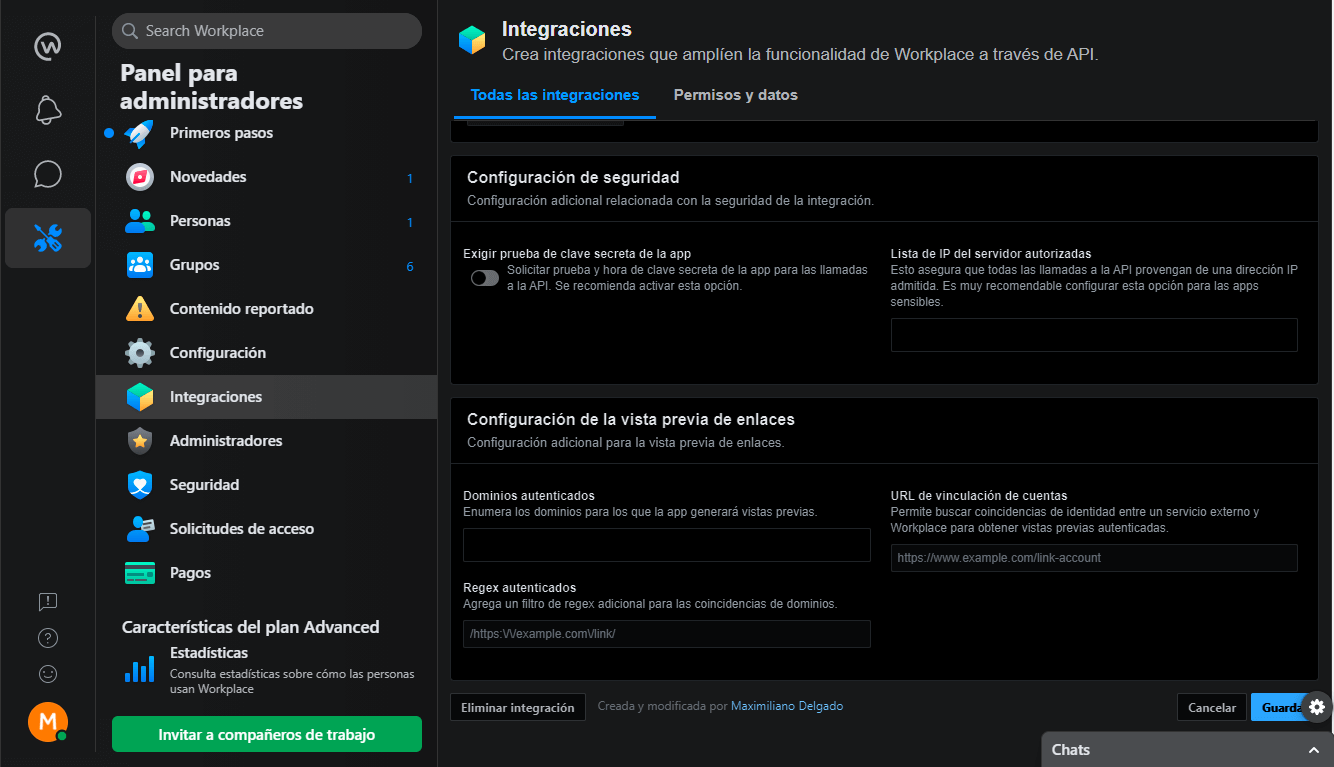 Search Workplace
Panel para
administradores
Primeros pasos
Novedades 1
Personas 1
Grupos 6
Contenido reportado
Configuración
Integraciones
Administradores
Seguridad
Solicitudes de acceso
Pagos
Características del plan Advanced
Estadísticas
Consulta estadísticas sobre cómo las personas
usan Workplace
M
Invitar a compañeros de trabajo
Integraciones
Crea integraciones que amplíen la funcionalidad de Workplace a través de API.
Todas las integraciones Permisos y datos
Configuración de seguridad
Configuración adicional relacionada con la seguridad de la integración.
Exigir prueba de clave secreta de la app
Solicitar prueba y hora de clave secreta de la app para las llamadas
a la API. Se recomienda activar esta opción.
Lista de IP del servidor autorizadas
Esto asegura que todas las llamadas a la API provengan de una dirección IP
admitida. Es muy recomendable configurar esta opción para las apps
sensibles.
Configuración de la vista previa de enlaces
Configuración adicional para la vista previa de enlaces.
Dominios autenticados
Enumera los dominios para los que la app generará vistas previas.
URL de vinculación de cuentas
Permite buscar coincidencias de identidad entre un servicio externo y
Workplace para obtener vistas previas autenticadas.
https://www.example.com/link-account
Regex autenticados
Agrega un filtro de regex adicional para las coincidencias de dominios.
/https:\/\/example.com\/link/
Eliminar integración Creada y modificada por Maximiliano Delgado
Cancelar Guarda
Chats